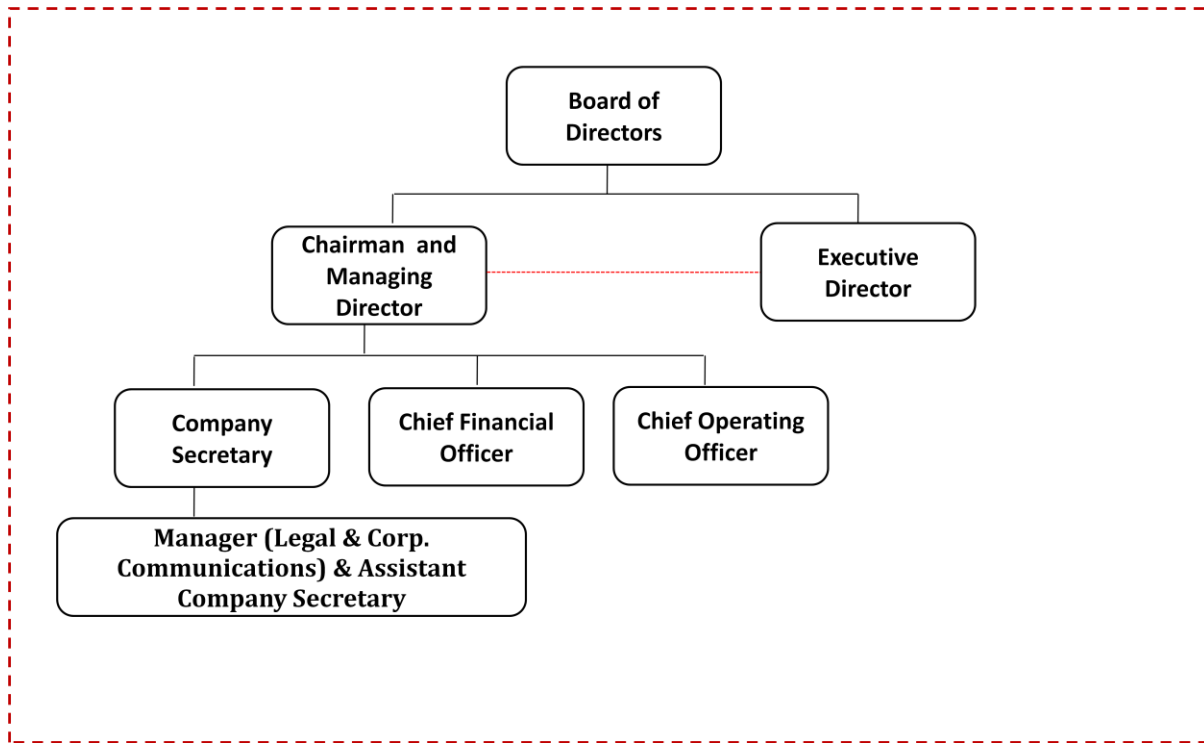 Board of
Directors
Chairman  and
Managing
Director
Executive
Director
Company
Secretary
Chief Financial
Officer
Chief Operating
Officer
Manager (Legal & Corp.
Communications) & Assistant
Company Secretary